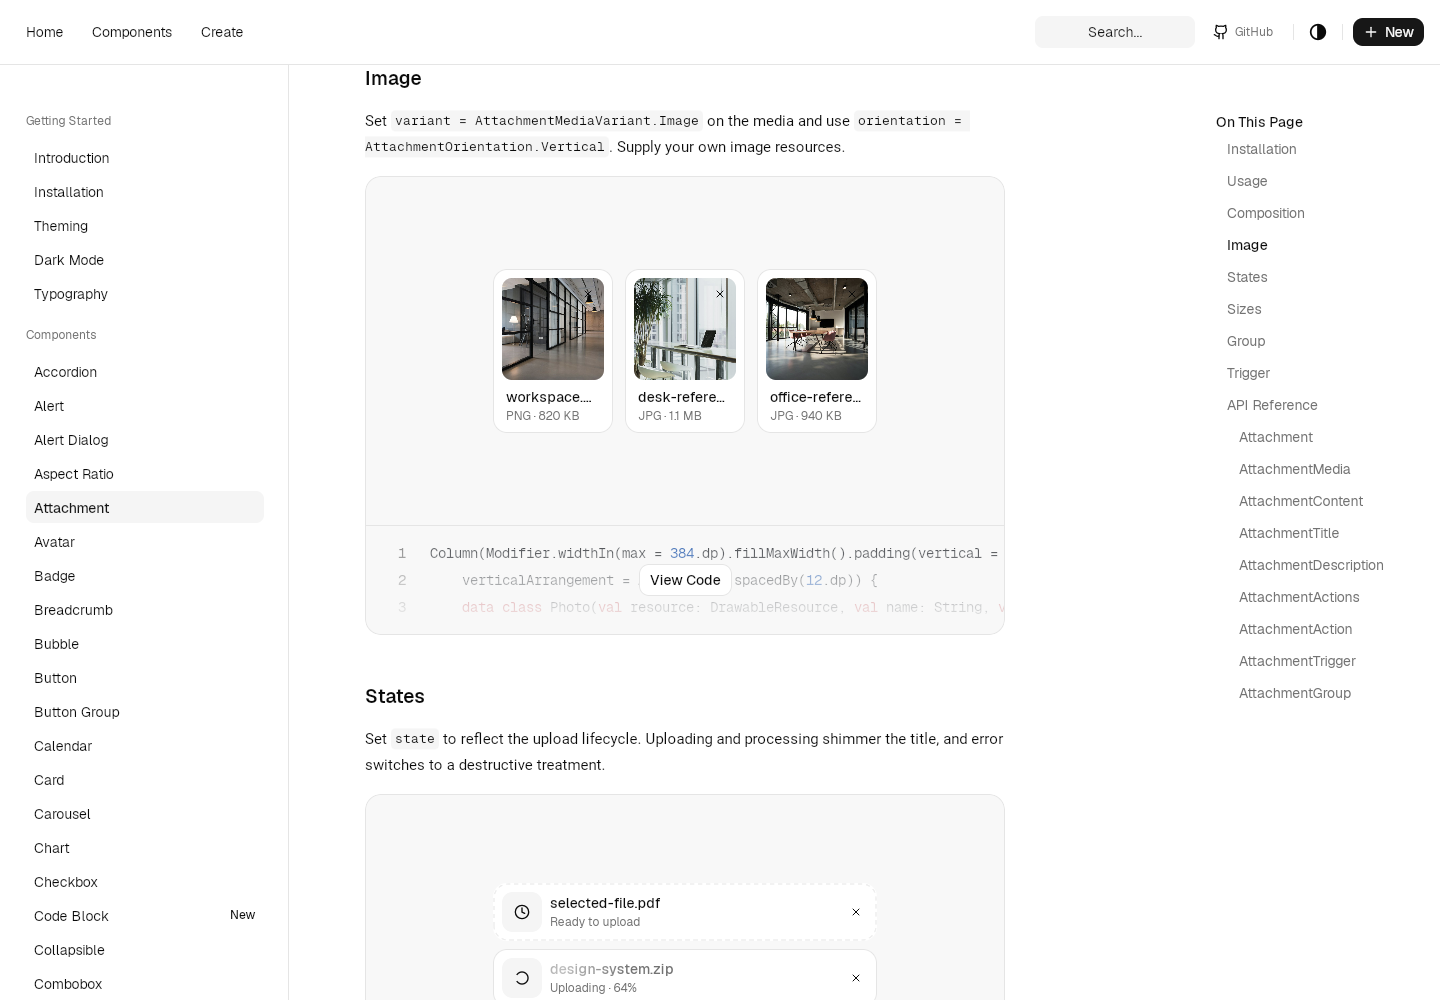 Home
Components
Create
Search...
GitHub
New
Getting Started
Introduction
Installation
Theming
Dark Mode
Typography
Components
Accordion
Alert
Alert Dialog
Aspect Ratio
Attachment
Avatar
Badge
Breadcrumb
Bubble
Button
Button Group
Calendar
Card
Carousel
Chart
Checkbox
Code Block New
Collapsible
Combobox
Image
Set variant = AttachmentMediaVariant.Image on the media and use orientation =
AttachmentOrientation.Vertical. Supply your own image resources.
workspace....
PNG · 820 KB
desk-refere...
JPG · 1.1 MB
office-refere...
JPG · 940 KB
1 Column(Modifier.widthIn(max = 384.dp).fillMaxWidth().padding(vertical =
2 verticalArrangement = spacedBy(12.dp)) {
View Code
3 data class Photo(val resource: DrawableResource, val name: String, v
States
Set state to reflect the upload lifecycle. Uploading and processing shimmer the title, and error
switches to a destructive treatment.
selected-file.pdf
Ready to upload
design-system.zip
Uploading · 64%
On This Page
Installation
Usage
Composition
Image
States
Sizes
Group
Trigger
API Reference
Attachment
AttachmentMedia
AttachmentContent
AttachmentTitle
AttachmentDescription
AttachmentActions
AttachmentAction
AttachmentTrigger
AttachmentGroup